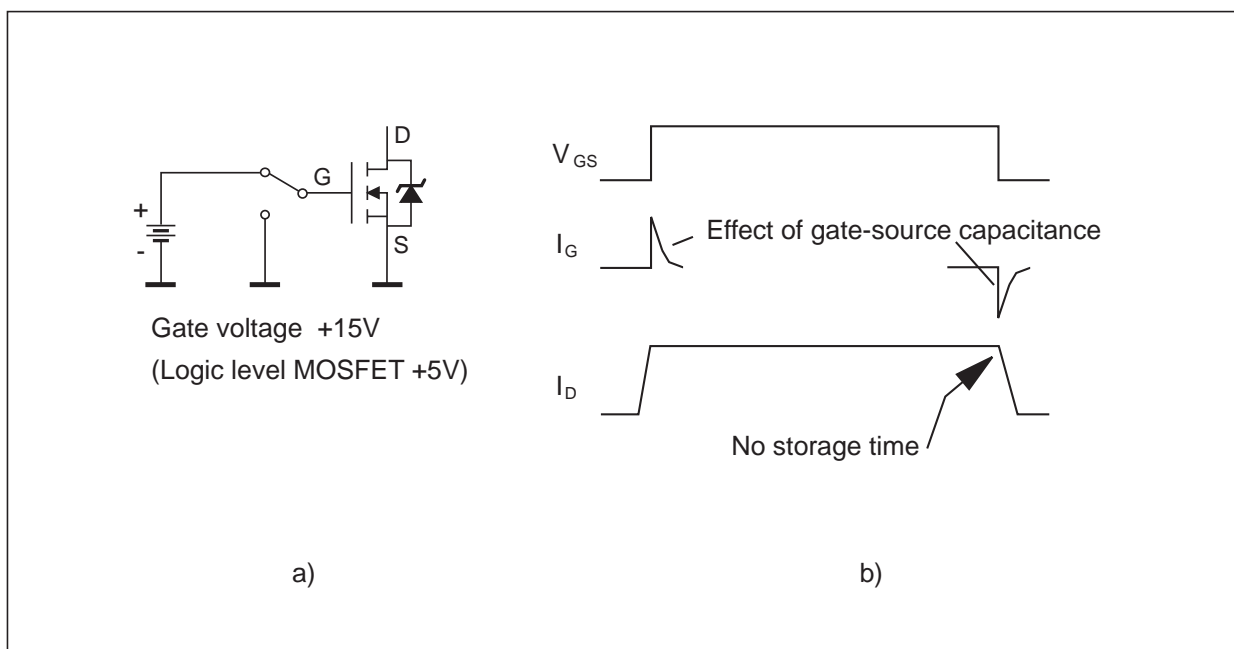 D
G
+
-
S
Gate voltage +15V
(Logic level MOSFET +5V)
a)
V GS
I G
Effect of gate-source capacitance
I D
No storage time
b)